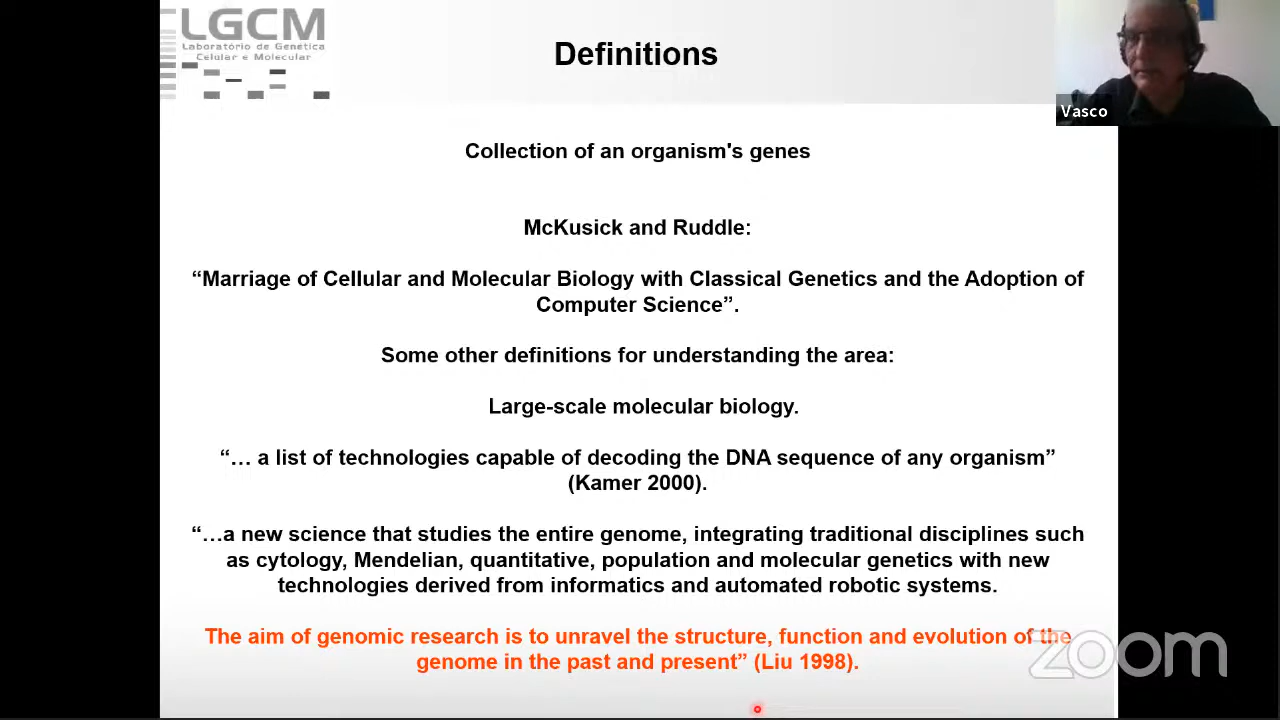 LGCM
Laboratório de Genética
Celular e Molecular
Definitions
Vasco
Collection of an organism's genes
McKusick and Ruddle:
“Marriage of Cellular and Molecular Biology with Classical Genetics and the Adoption of
Computer Science”.
Some other definitions for understanding the area:
Large-scale molecular biology.
“… a list of technologies capable of decoding the DNA sequence of any organism”
(Kamer 2000).
“…a new science that studies the entire genome, integrating traditional disciplines such
as cytology, Mendelian, quantitative, population and molecular genetics with new
technologies derived from informatics and automated robotic systems.
The aim of genomic research is to unravel the structure, function and evolution of the
genome in the past and present” (Liu 1998).
zoom